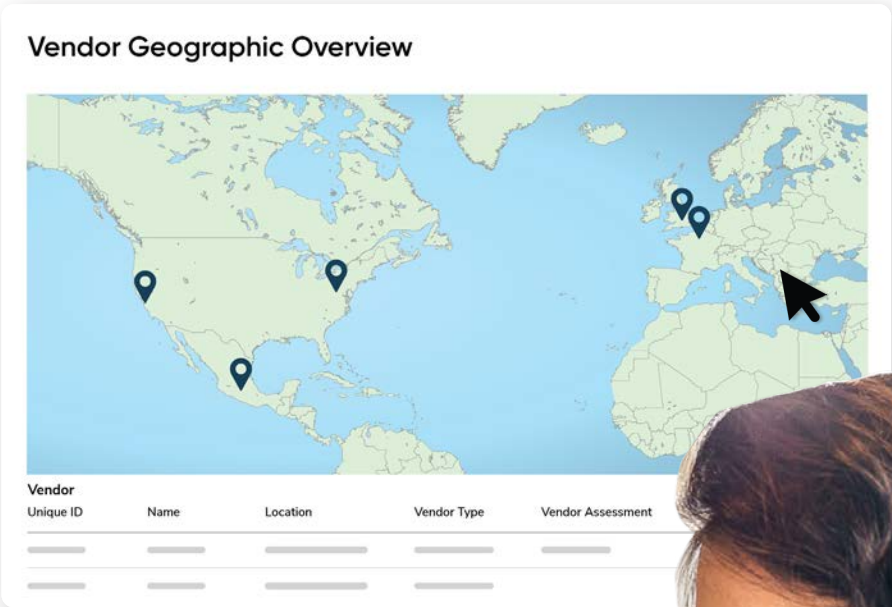 Vendor Geographic Overview
Vendor
Unique ID Name Location Vendor Type Vendor Assessment